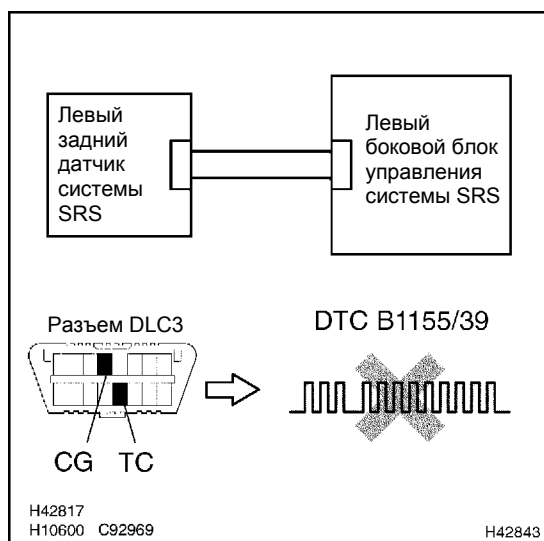 Левый
задний
датчик
системы
SRS
Левый
боковой блок
управления
системы SRS
Разъем DLC3
DTC B1155/39
CG TC
H42817
H10600 C92969
H42843